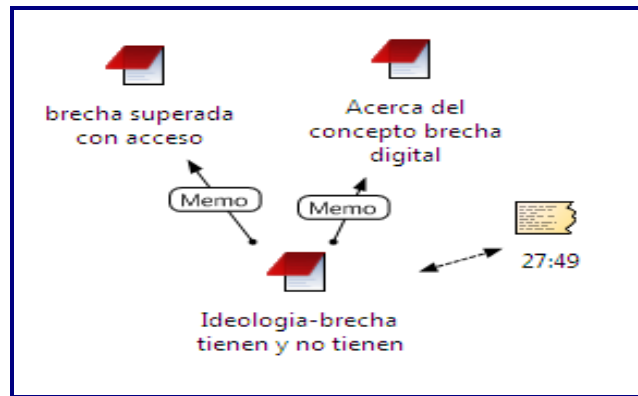 brecha superada
con acceso
Acerca del
concepto brecha
digital
Memo
Memo
27:49
Ideologia-brecha
tienen y no tienen